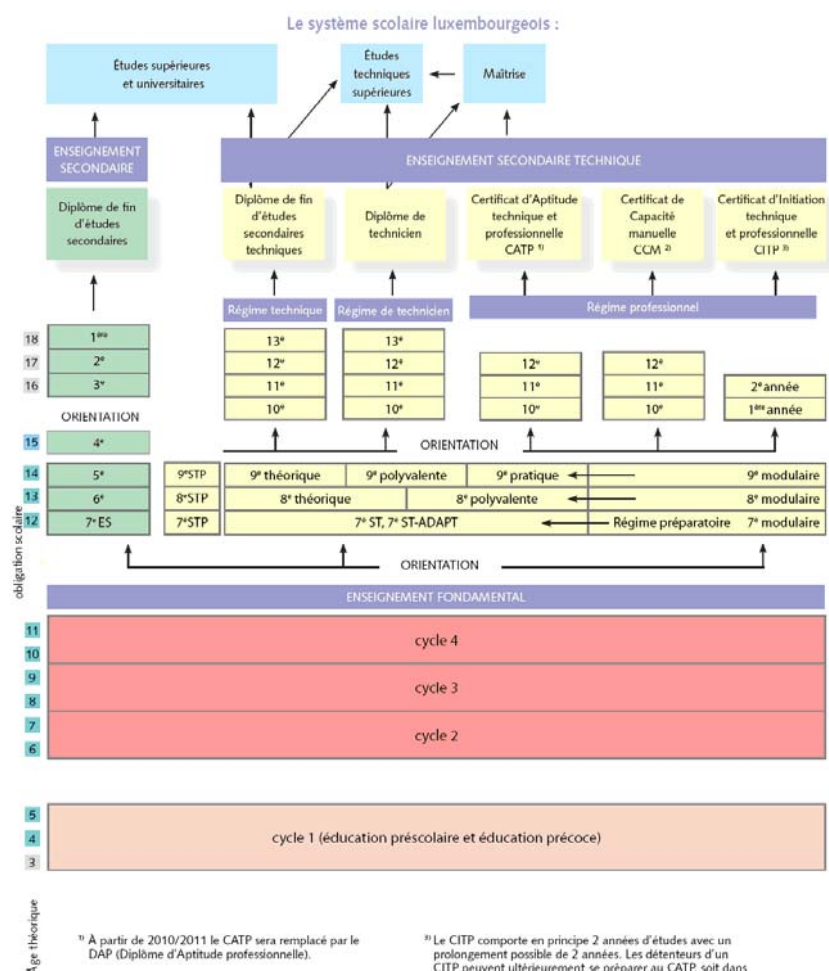 Le système scolaire luxembourgeois :
Études supérieures
et universitaires
Études
techniques
supérieures
Maîtrise
ENSEIGNEMENT
SECONDAIRE
ENSEIGNEMENT SECONDAIRE TECHNIQUE
Diplôme de fin
d'études
secondaires
Diplôme de fin
d'études
secondaires
techniques
Diplôme de
technicien
Certificat d'Aptitude
technique et
professionnelle
CATP 1)
Certificat de
Capacité
manuelle
CCM 2)
Certificat d'Initiation
technique
et professionnelle
CITP 3)
Régime technique
Régime de technicien
Régime professionnel
18
1ère
13e
13e
17
2e
12e
12e
12e
12e
16
3e
11e
11e
11e
11e
2e année
10e
10e
10e
10e
1ère année
ORIENTATION
15
4e
ORIENTATION
14
5e
9eSTP
9e théorique
9e polyvalente
9e pratique
9e modulaire
13
6e
8eSTP
8e théorique
8e polyvalente
8e modulaire
12
7e ES
7eSTP
7e ST, 7e ST-ADAPT
Régime préparatoire
7e modulaire
obligation scolaire
ORIENTATION
ENSEIGNEMENT FONDAMENTAL
11
10
cycle 4
9
8
cycle 3
7
6
cycle 2
5
4
3
cycle 1 (éducation préscolaire et éducation précoce)
Age théorique
1) À partir de 2010/2011 le CATP sera remplacé par le
DAP (Diplôme d'Aptitude professionnelle).
3) Le CITP comporte en principe 2 années d'études avec un
prolongement possible de 2 années. Les détenteurs d'un
CITP peuvent ultérieurement se préparer au CATP, soit dans